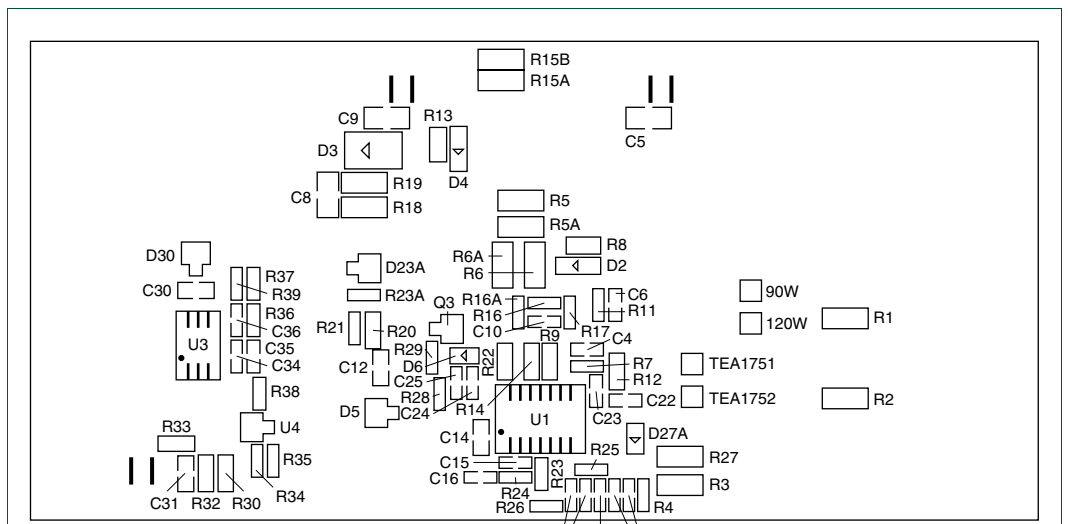 R15B
R15A
C9
R13
C5
D3
D4
C8
R19
R18
R5
R5A
R8
R6A
R6
D2
D30
D23A
C30
R37
R39
R23A
Q3
R16A
R16
C10
C6
R11
90W
R36
C36
R21
R20
R17
120W
R1
U3
C35
C34
C12
R29
D6
C25
R22
R9
C4
R7
R12
TEA1751
R38
R28
C24
R14
C23
C22
TEA1752
R2
D5
U4
U1
R33
C14
D27A
R35
C15
R25
R27
C16
R24
R23
R3
C31
R32
R30
R34
R26
R4